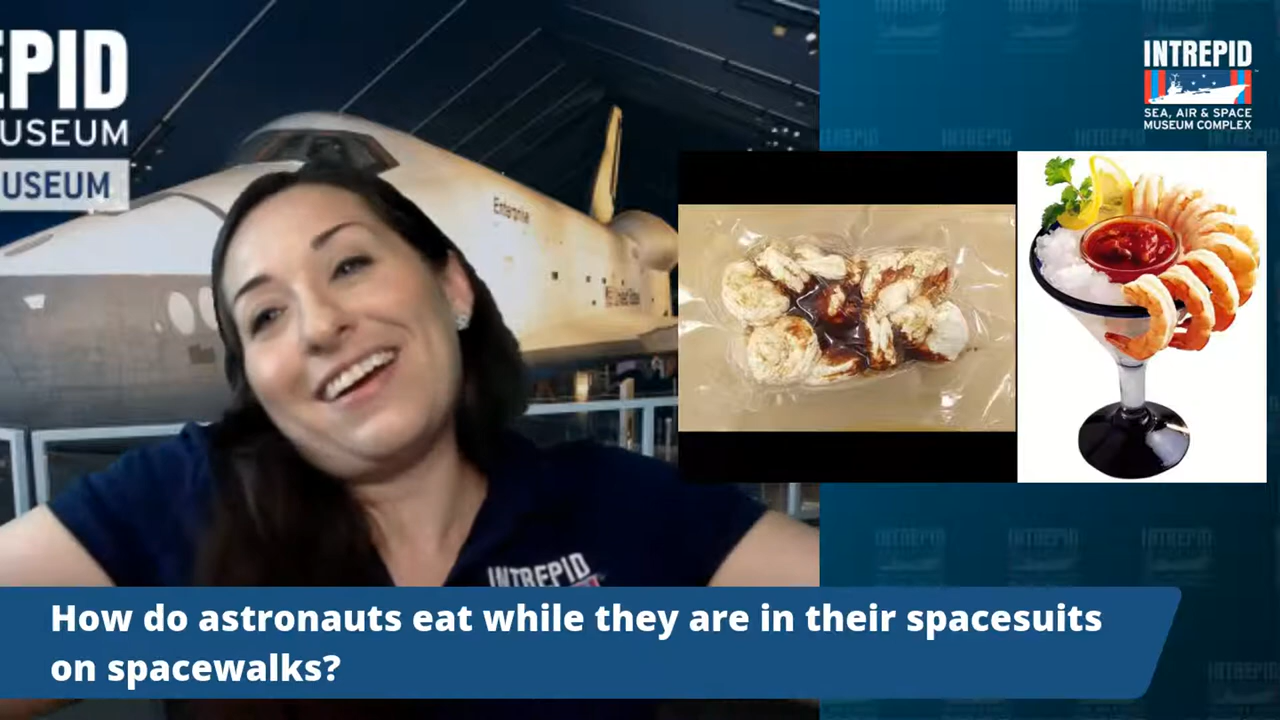 EPID
USEUM
USEUM
Enterprise
INTREPID
SEA, AIR & SPACE
MUSEUM COMPLEX
INTREPID
How do astronauts eat while they are in their spacesuits
on spacewalks?